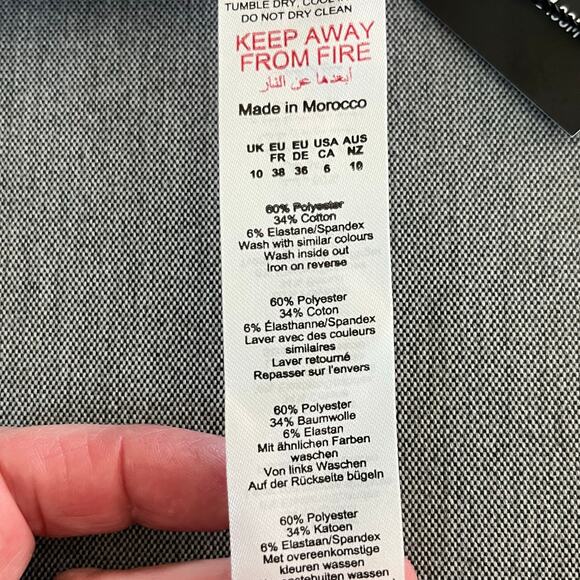 TUMBLE DRY, COOL
DO NOT DRY CLEAN
KEEP AWAY
FROM FIRE
أبعدها عن النار
Made in Morocco
UK EU EU USA AUS
FR DE CA NZ
10 38 36 6 10
60% Polyester
34% Cotton
6% Elastane/Spandex
Wash with similar colours
Wash inside out
Iron on reverse
60% Polyester
34% Coton
6% Élasthanne/Spandex
Laver avec des couleurs
similaires
Laver retourné
Repasser sur l'envers
60% Polyester
34% Baumwolle
6% Elastan
Mit ähnlichen Farben
waschen
Von links Waschen
Auf der Rückseite bügeln
60% Polyester
34% Katoen
6% Elastaan/Spandex
Met overeenkomstige
kleuren wassen
wassen